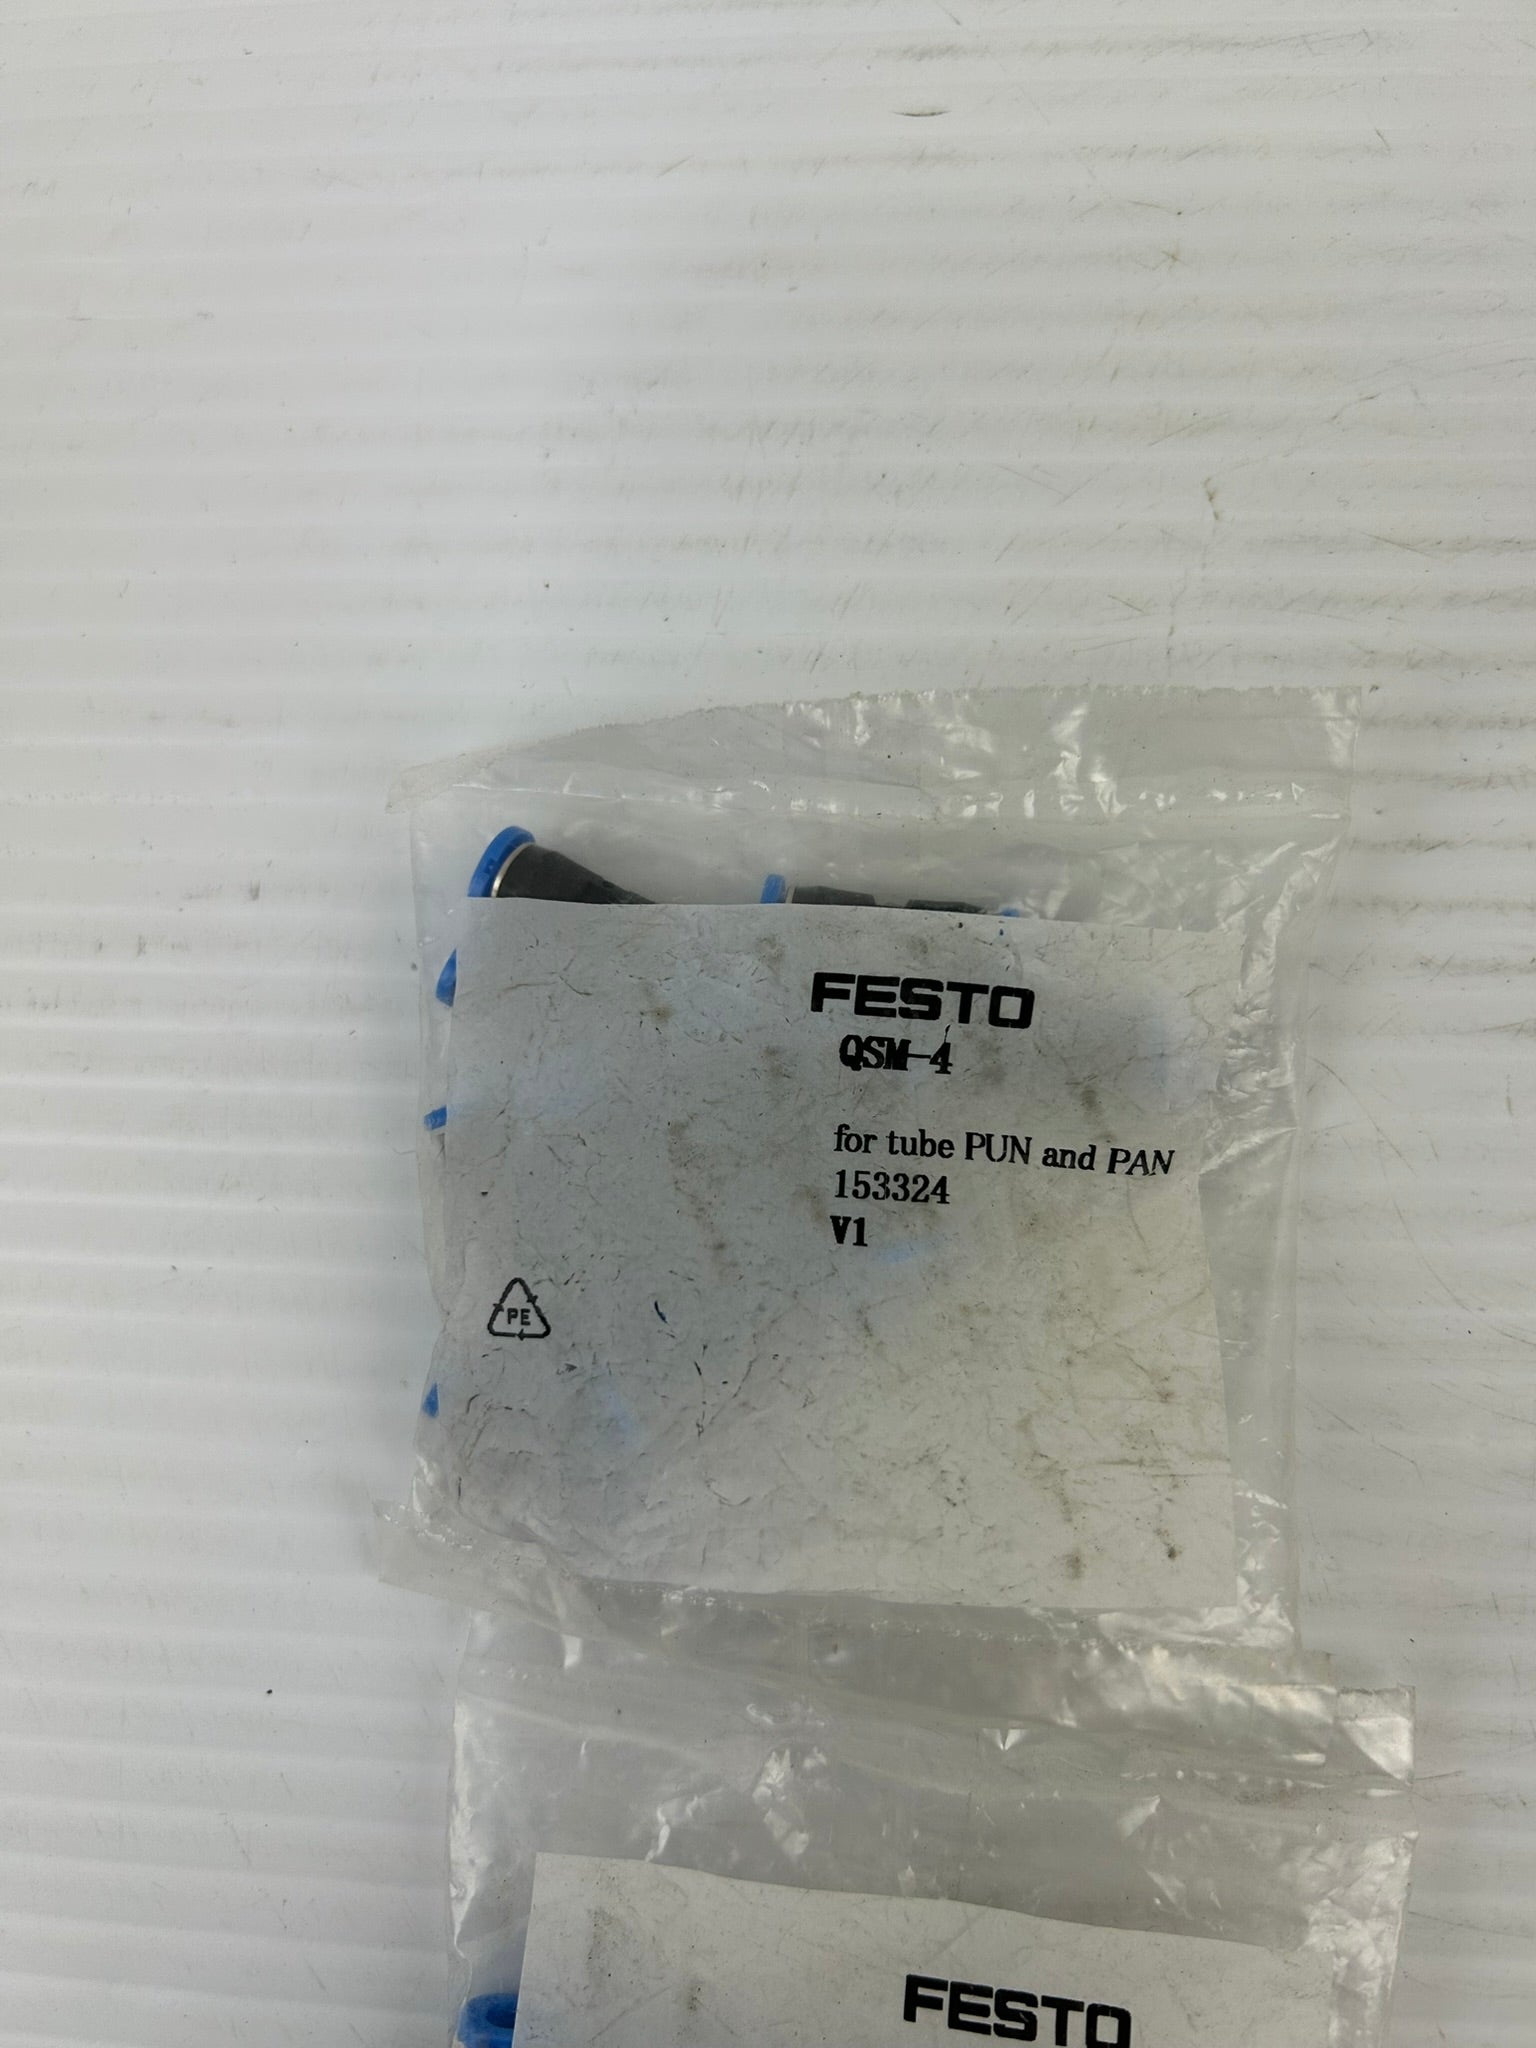 FESTO
QSM-4
for tube PUN and PAN
153324
V1
PE
FESTO